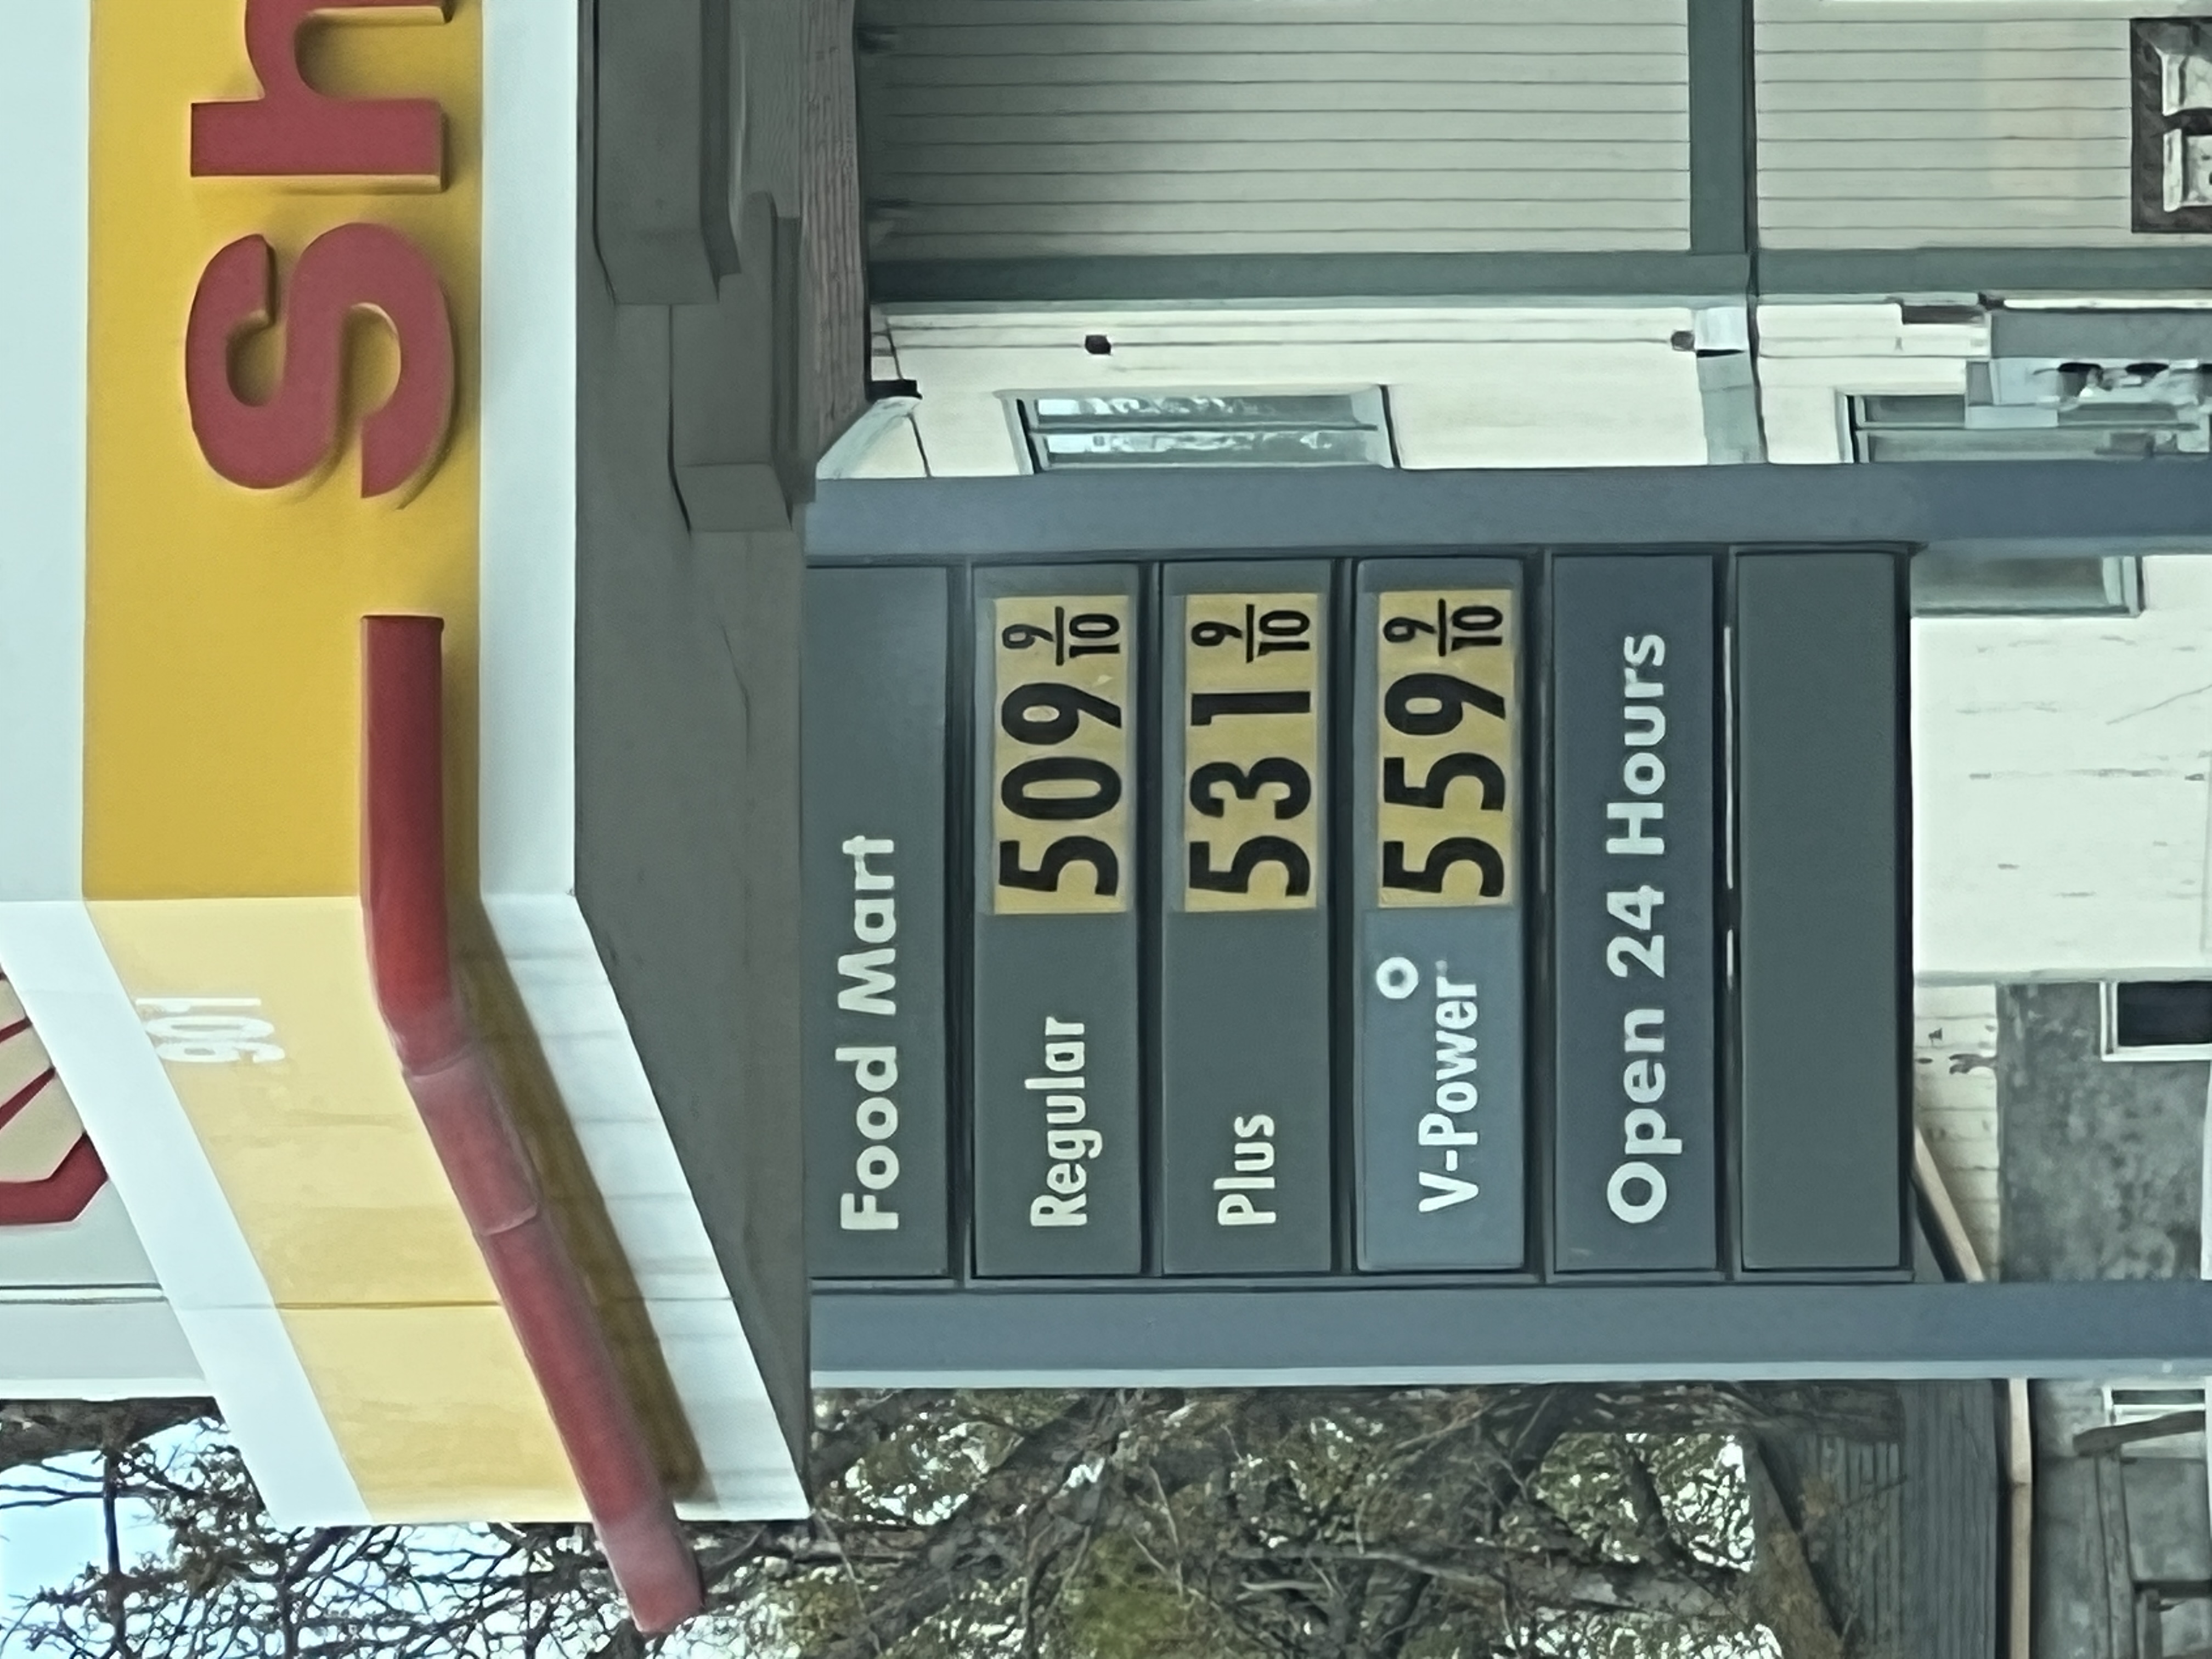 Sh
901
Food Mart
Regular 509 9/10
Plus 531 9/10
V-Power 559 9/10
Open 24 Hours